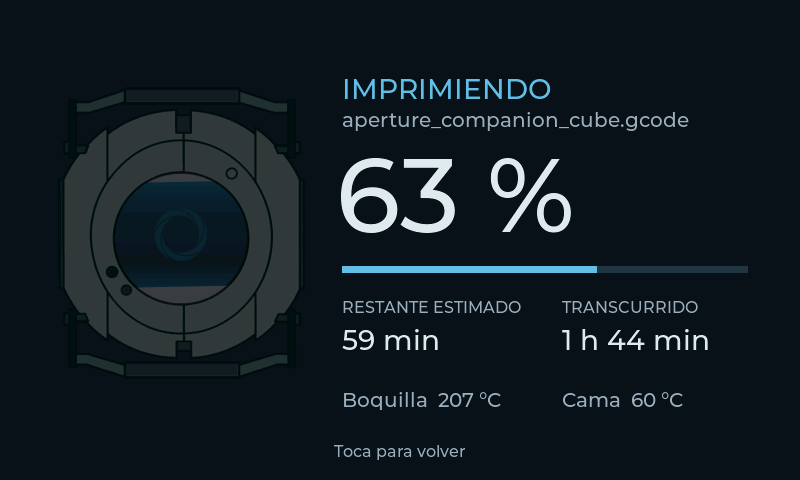 IMPRIMIENDO
aperture_companion_cube.gcode
63 %
RESTANTE ESTIMADO TRANSCURRIDO
59 min 1 h 44 min
Boquilla 207 °C Cama 60 °C
Toca para volver